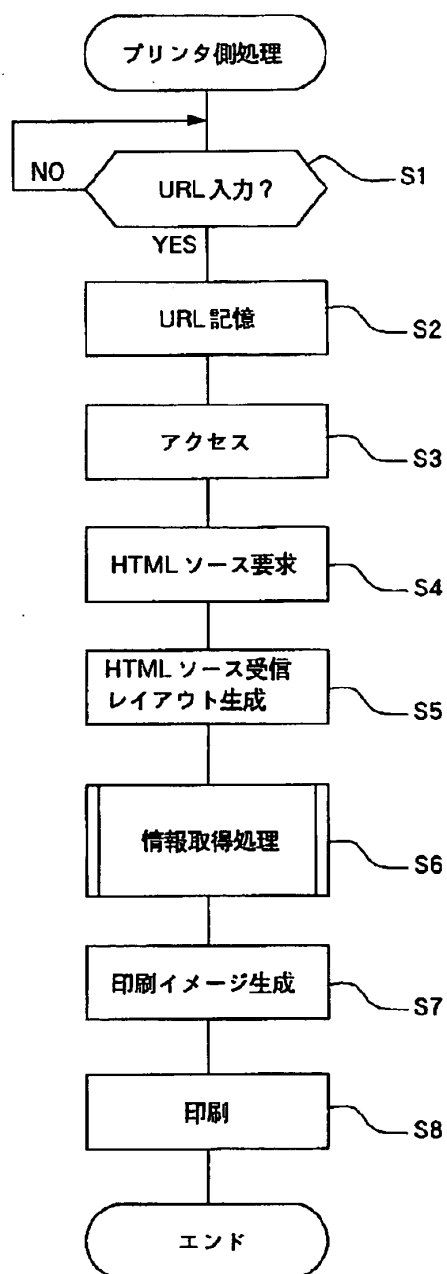 プリンタ側処理
NO
URL入力？
S1
YES
URL記憶
S2
アクセス
S3
HTMLソース要求
S4
HTMLソース受信
レイアウト生成
S5
情報取得処理
S6
印刷イメージ生成
S7
印刷
S8
エンド